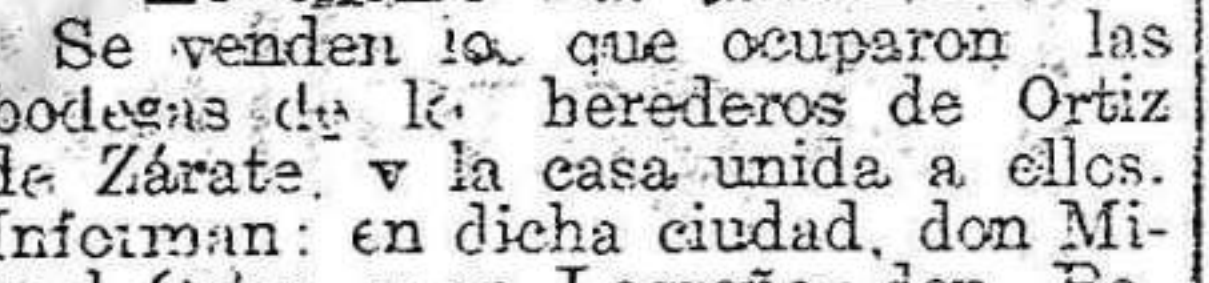 Se venden los que ocuparon las
bodegas de los herederos de Ortiz
de Zárate, y la casa unida a ellos.
Informan: en dicha ciudad, don Mi-